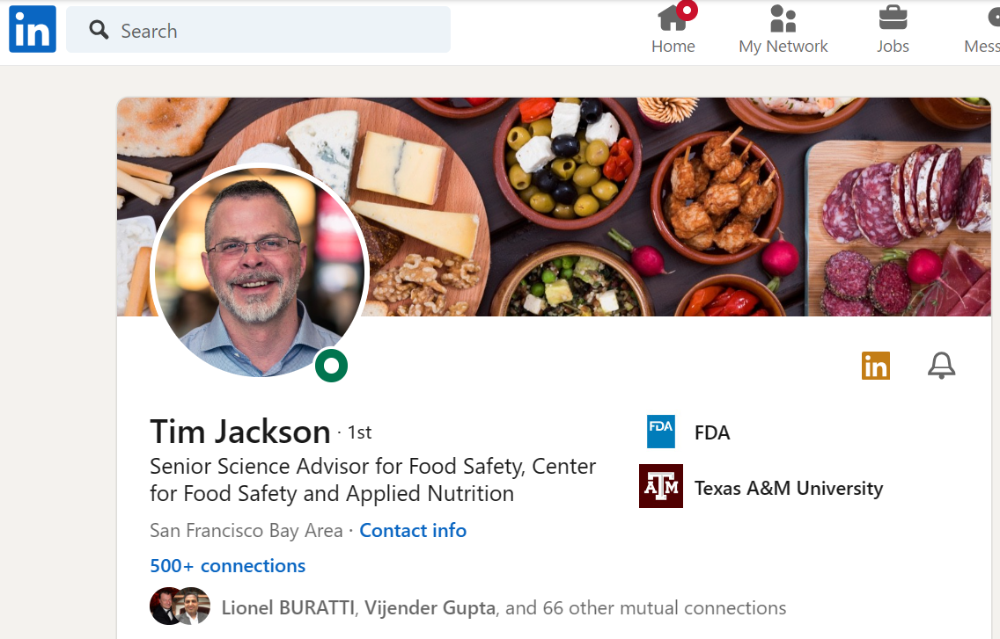 in
Search
Home
My Network
Jobs
Mess
in
Tim Jackson · 1st
Senior Science Advisor for Food Safety, Center
for Food Safety and Applied Nutrition
San Francisco Bay Area · Contact info
500+ connections
Lionel BURATTI, Vijender Gupta, and 66 other mutual connections
FDA
FDA
ATM
Texas A&M University